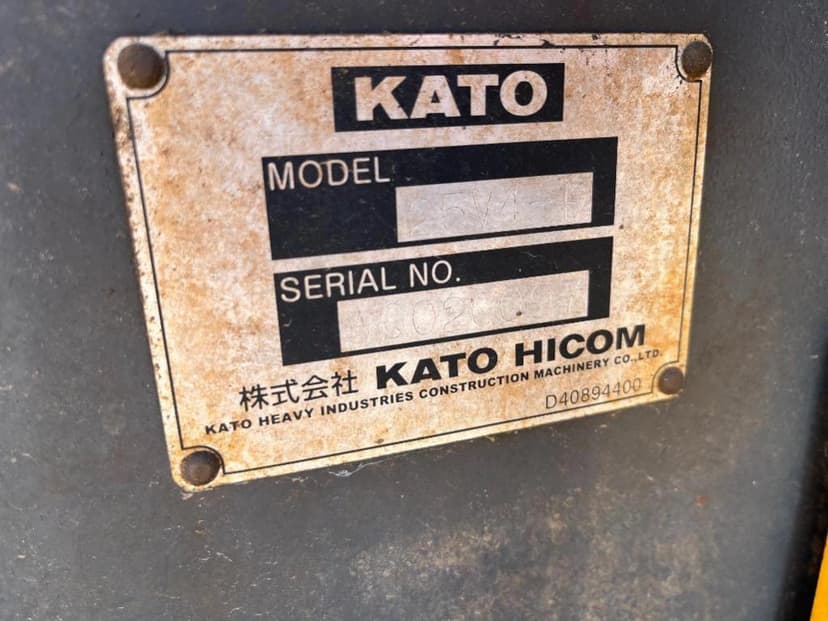 KATO
MODEL
SERIAL NO.
株式会社 KATO HICOM
KATO HEAVY INDUSTRIES CONSTRUCTION MACHINERY CO.,LTD.
D40894400